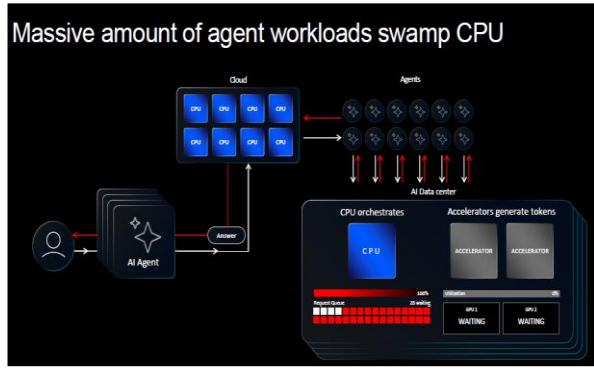 Massive amount of agent workloads swamp CPU
Cloud
Agents
CPU CPU CPU CPU
CPU CPU CPU CPU
AI Data center
CPU orchestrates
Accelerators generate tokens
Answer
AI Agent
CPU
ACCELERATOR ACCELERATOR
100%
Utilization 0%
Request Queue 25 waiting
GPU 1 GPU 2
WAITING WAITING